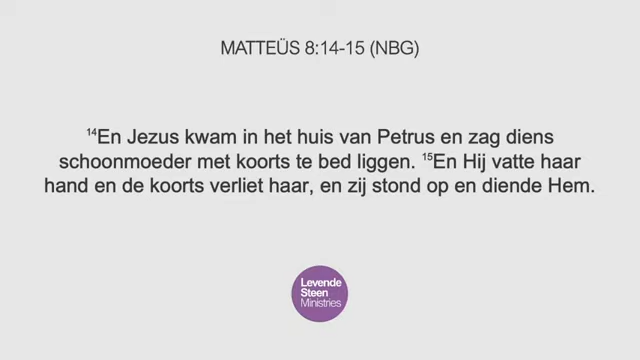 MATTEÜS 8:14-15 (NBG)
¹⁴En Jezus kwam in het huis van Petrus en zag diens
schoonmoeder met koorts te bed liggen. ¹⁵En Hij vatte haar
hand en de koorts verliet haar, en zij stond op en diende Hem.
Levende
Steen
Ministries